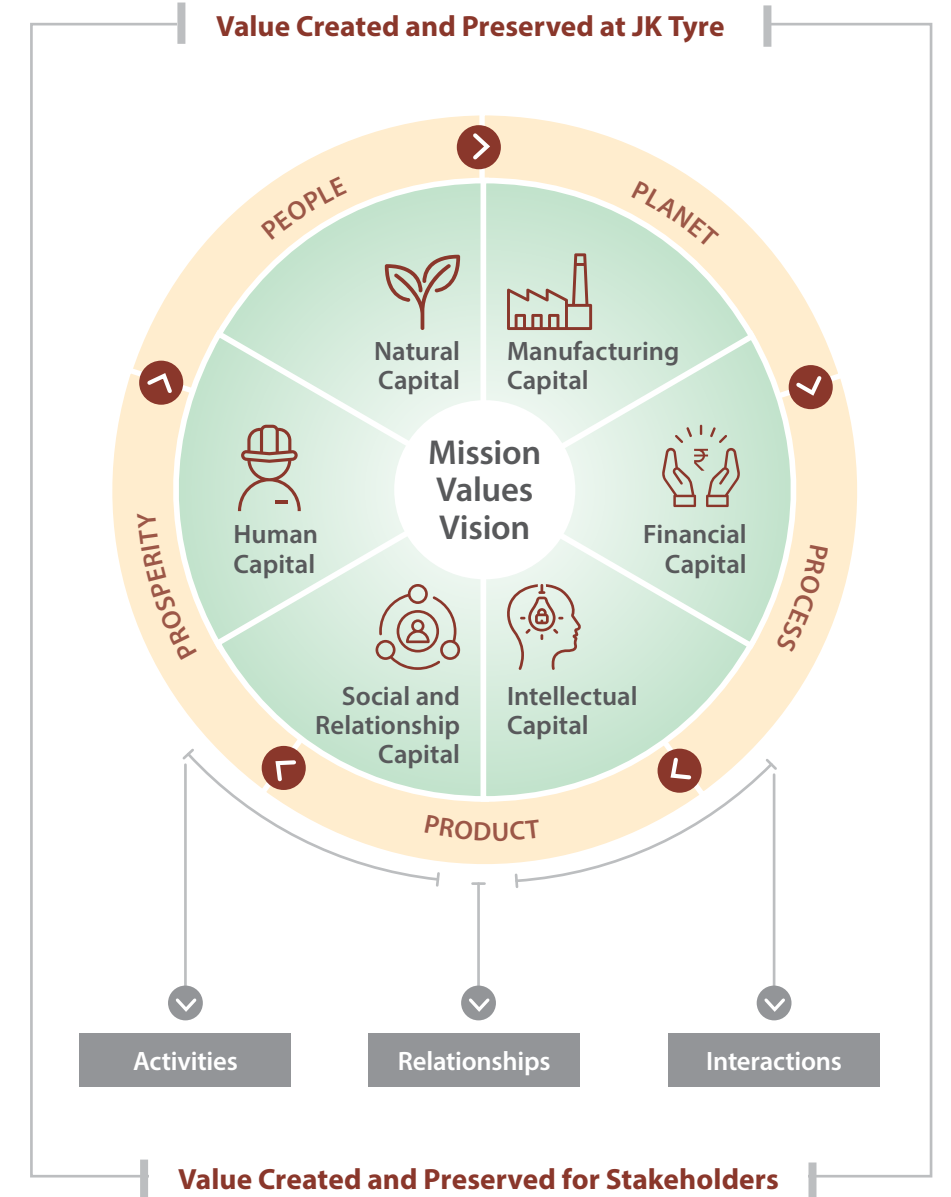 Value Created and Preserved at JK Tyre
PEOPLE
PLANET
Natural
Capital
Manufacturing
Capital
Mission
Values
Vision
Human
Capital
₹
Financial
Capital
PROSPERITY
PROCESS
Social and
Relationship
Capital
Intellectual
Capital
PRODUCT
Activities
Relationships
Interactions
Value Created and Preserved for Stakeholders